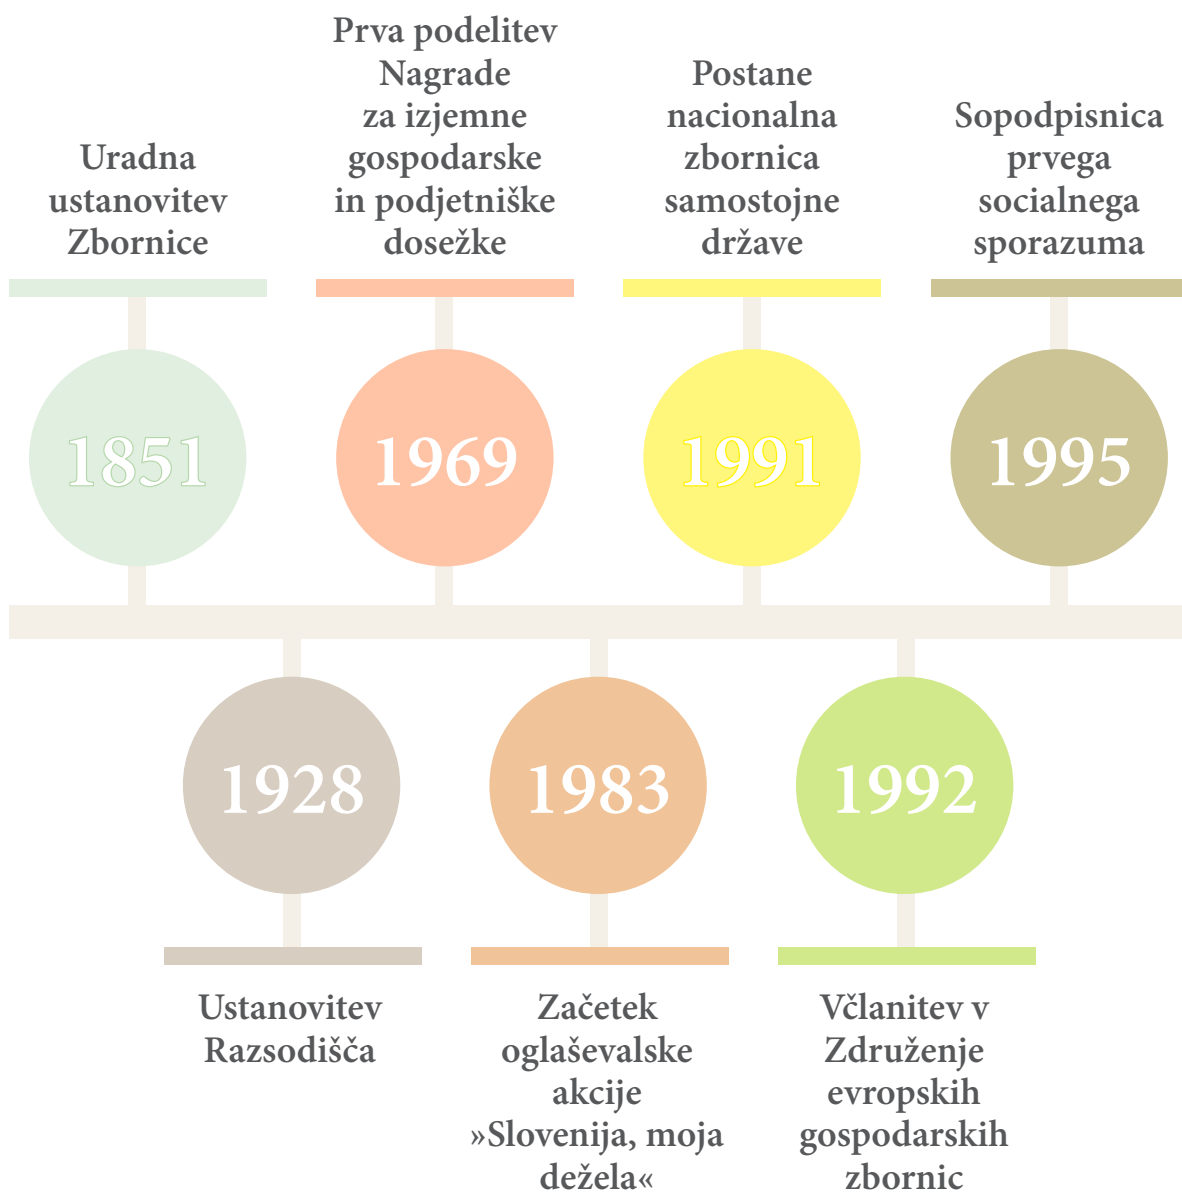 Uradna
ustanovitev
Zbornice
1851
Prva podelitev
Nagrade
za izjemne
gospodarske
in podjetniške
dosežke
1969
Postane
nacionalna
zbornica
samostojne
države
1991
Sopodpisnica
prvega
socialnega
sporazuma
1995
1928
Ustanovitev
Razsodišča
1983
Začetek
oglaševalske
akcije
»Slovenija, moja
dežela«
1992
Včlanitev v
Združenje
evropskih
gospodarskih
zbornic